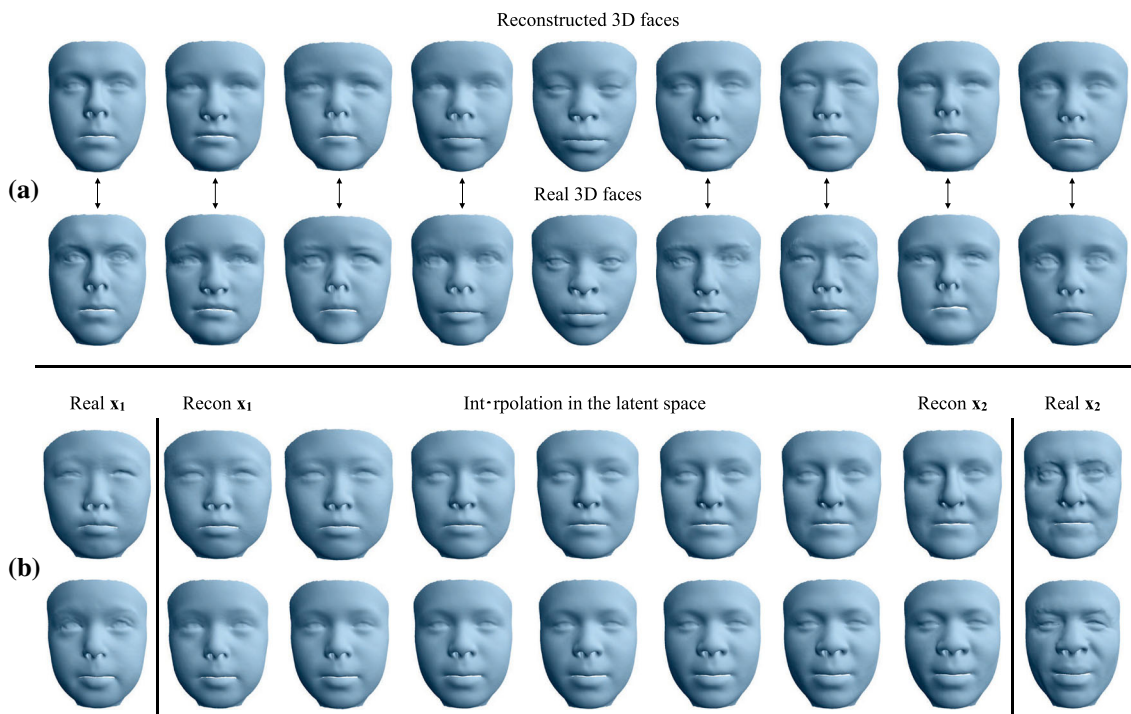 Reconstructed 3D faces
(a)
Real 3D faces
Real x₁ Recon x₁ Int-rpolation in the latent space Recon x₂ Real x₂
(b)